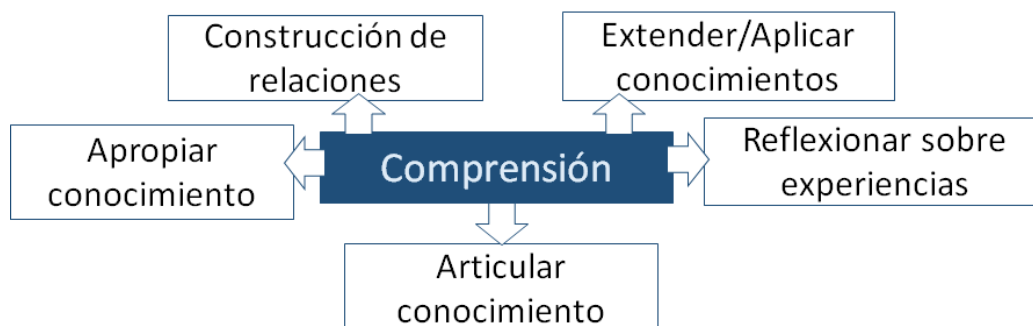 Construcción de
relaciones
Extender/Aplicar
conocimientos
Apropiar
conocimiento
Comprensión
Reflexionar sobre
experiencias
Articular
conocimiento